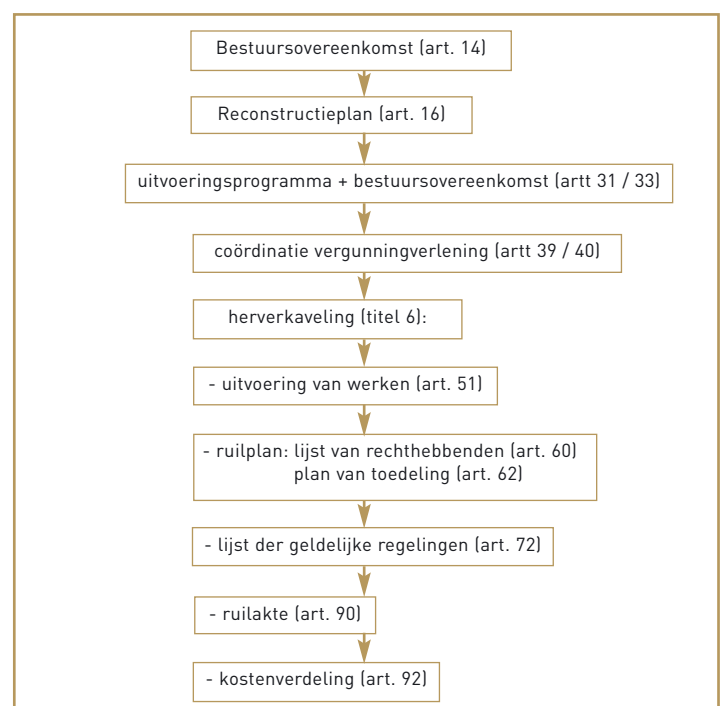 Bestuursovereenkomst (art. 14)
Reconstructieplan (art. 16)
uitvoeringsprogramma + bestuursovereenkomst (artt 31 / 33)
coördinatie vergunningverlening (artt 39 / 40)
herverkaveling (titel 6):
- uitvoering van werken (art. 51)
- ruilplan: lijst van rechthebbenden (art. 60)
plan van toedeling (art. 62)
- lijst der geldelijke regelingen (art. 72)
- ruilakte (art. 90)
- kostenverdeling (art. 92)